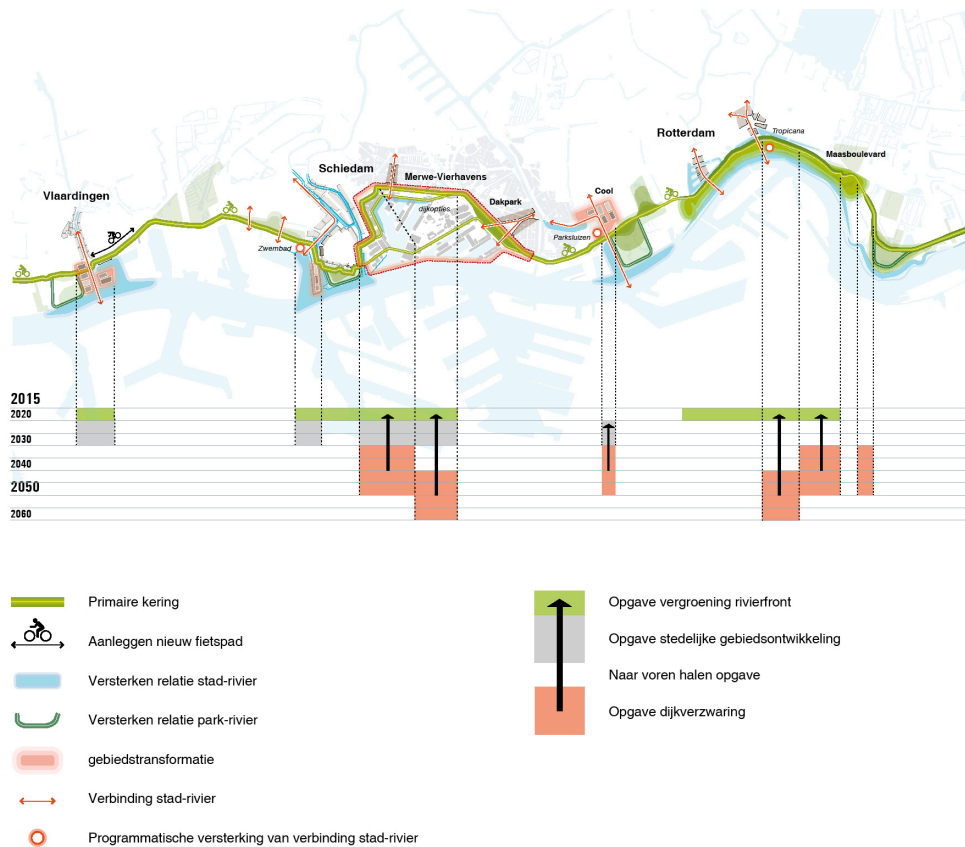 Tropicana
Rotterdam
Maasboulevard
Schiedam
Merwe-Vierhavens
Vlaardingen
Cool
Dakpark
dijkopties
Parksluizen
Zwembad
2015
2020
2030
2040
2050
2060
Primaire kering
Aanleggen nieuw fietspad
Versterken relatie stad-rivier
Versterken relatie park-rivier
gebiedstransformatie
Verbinding stad-rivier
Programmatische versterking van verbinding stad-rivier
Opgave vergroening rivierfront
Opgave stedelijke gebiedsontwikkeling
Naar voren halen opgave
Opgave dijkverzwaring